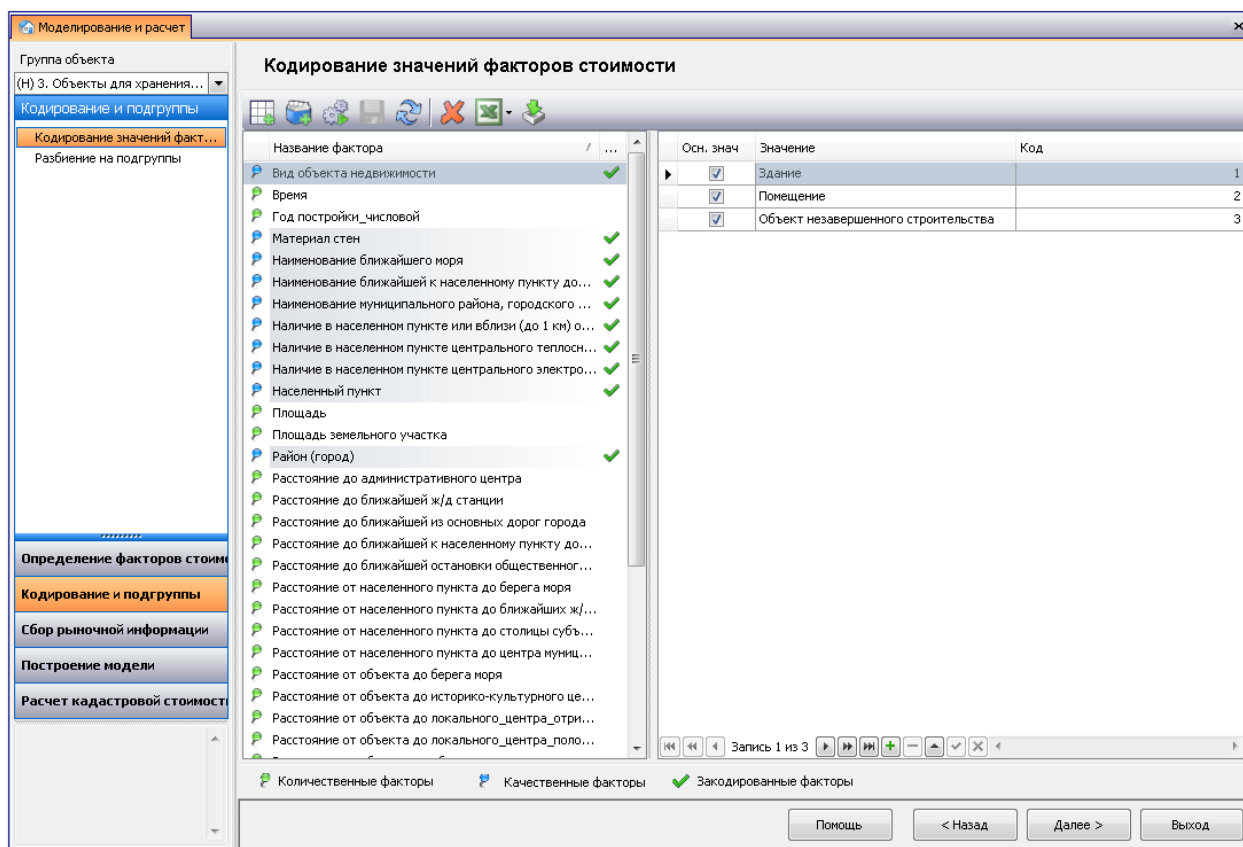 Моделирование и расчет
Группа объекта
(Н) 3. Объекты для хранения...
Кодирование и подгруппы
Кодирование значений факт...
Разбиение на подгруппы
Определение факторов стоим
Кодирование и подгруппы
Сбор рыночной информации
Построение модели
Расчет кадастровой стоимост
Кодирование значений факторов стоимости
Название фактора / ...
Вид объекта недвижимости
Время
Год постройки_числовой
Материал стен
Наименование ближайшего моря
Наименование ближайшей к населенному пункту до...
Наименование муниципального района, городского ...
Наличие в населенном пункте или вблизи (до 1 км) о...
Наличие в населенном пункте центрального теплосн...
Наличие в населенном пункте центрального электро...
Населенный пункт
Площадь
Площадь земельного участка
Район (город)
Расстояние до административного центра
Расстояние до ближайшей ж/д станции
Расстояние до ближайшей из основных дорог города
Расстояние до ближайшей к населенному пункту до...
Расстояние до ближайшей остановки общественног...
Расстояние от населенного пункта до берега моря
Расстояние от населенного пункта до ближайших ж/...
Расстояние от населенного пункта до столицы субъ...
Расстояние от населенного пункта до центра муниц...
Расстояние от объекта до берега моря
Расстояние от объекта до историко-культурного це...
Расстояние от объекта до локального_центра_отри...
Расстояние от объекта до локального_центра_поло...
Осн. знач Значение Код
Здание 1
Помещение 2
Объект незавершенного строительства 3
Запись 1 из 3
Количественные факторы Качественные факторы Закодированные факторы
Помощь < Назад Далее > Выход